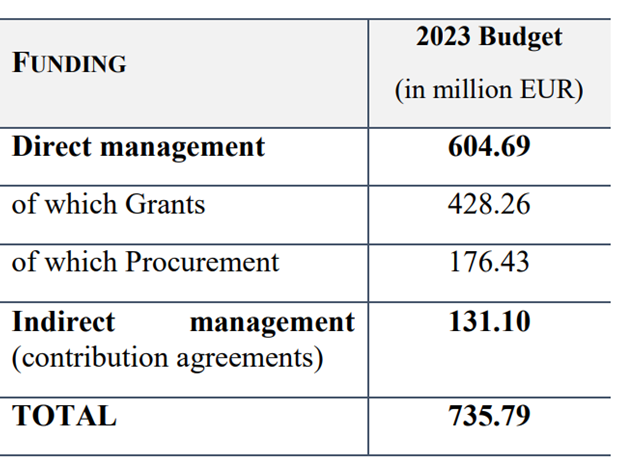 FUNDING
2023 Budget
(in million EUR)
Direct management 604.69
of which Grants 428.26
of which Procurement 176.43
Indirect management 131.10
(contribution agreements)
TOTAL 735.79